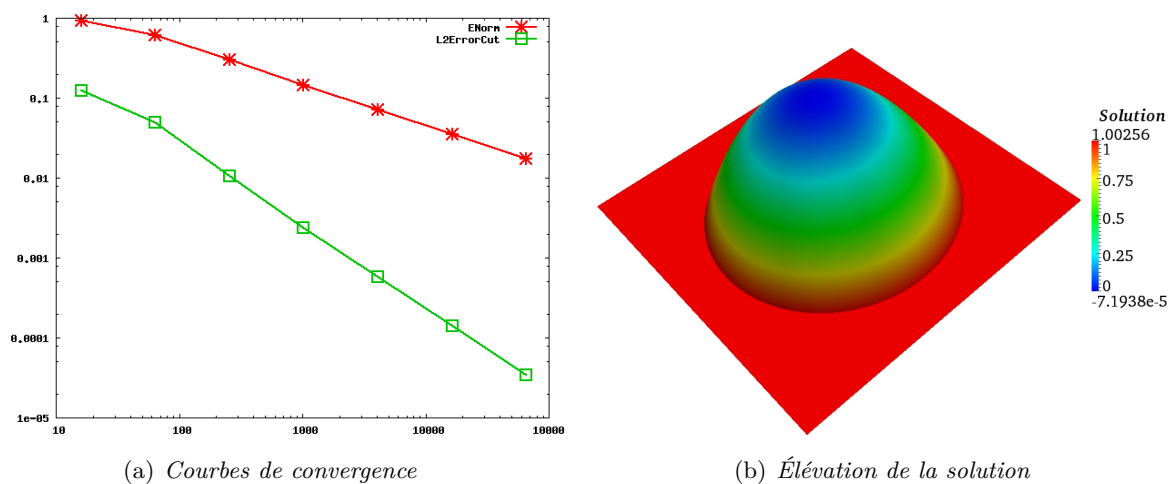 1
0.1
0.01
0.001
0.0001
1e-05
10
100
1000
10000
100000
ENorm
L2ErrorCut
Solution
1.00256
1
0.75
0.5
0.25
0
-7.1938e-5
(a) Courbes de convergence
(b) Élévation de la solution